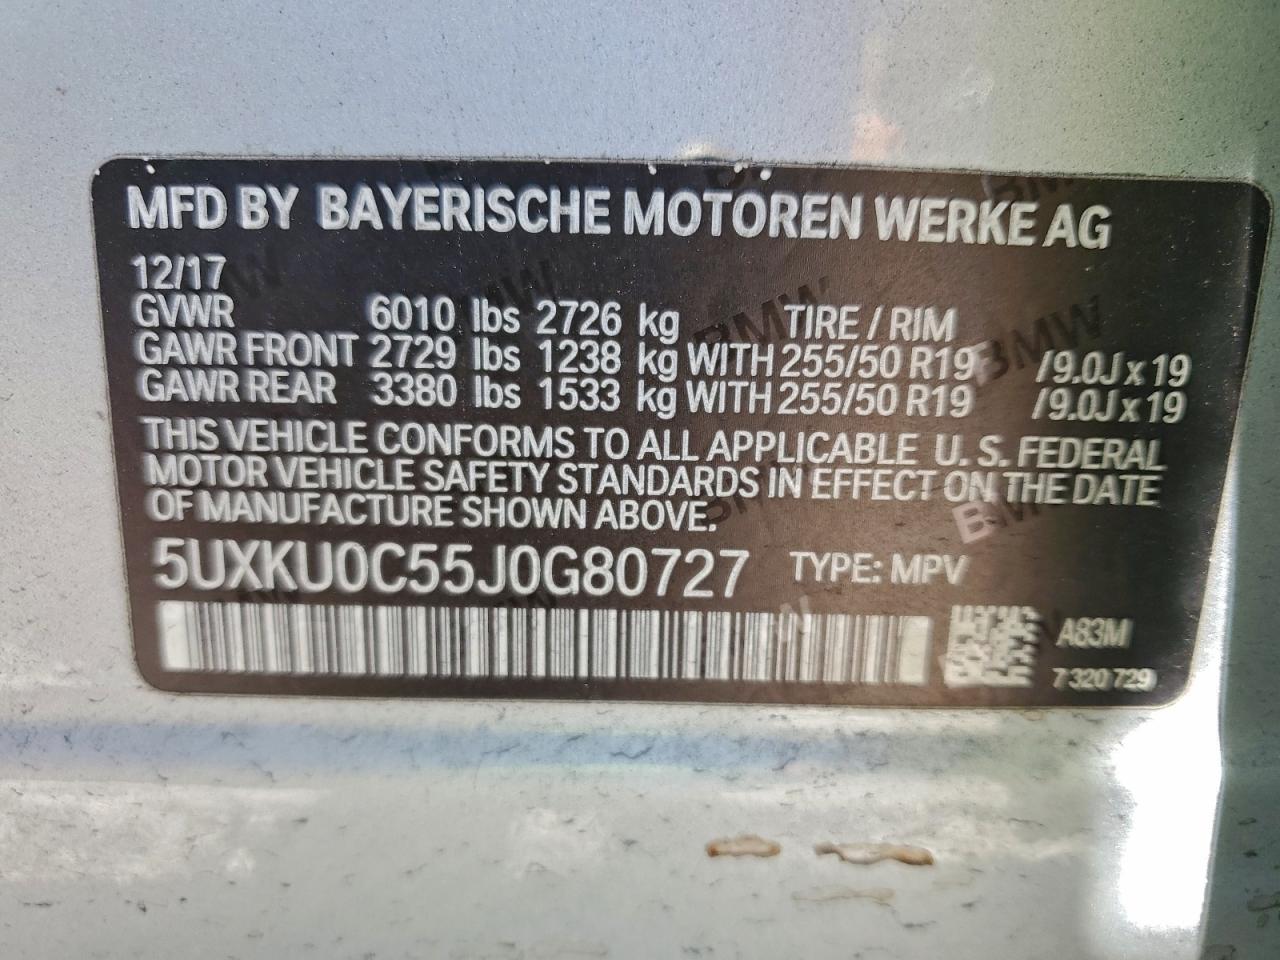 MFD BY BAYERISCHE MOTOREN WERKE AG
12/17
GVWR 6010 lbs 2726 kg TIRE / RIM
GAWR FRONT 2729 lbs 1238 kg WITH 255/50 R19 /9.0J x 19
GAWR REAR 3380 lbs 1533 kg WITH 255/50 R19 /9.0J x 19
THIS VEHICLE CONFORMS TO ALL APPLICABLE U. S. FEDERAL
MOTOR VEHICLE SAFETY STANDARDS IN EFFECT ON THE DATE
OF MANUFACTURE SHOWN ABOVE.
5UXKU0C55J0G80727 TYPE: MPV
A83M
7 320 729